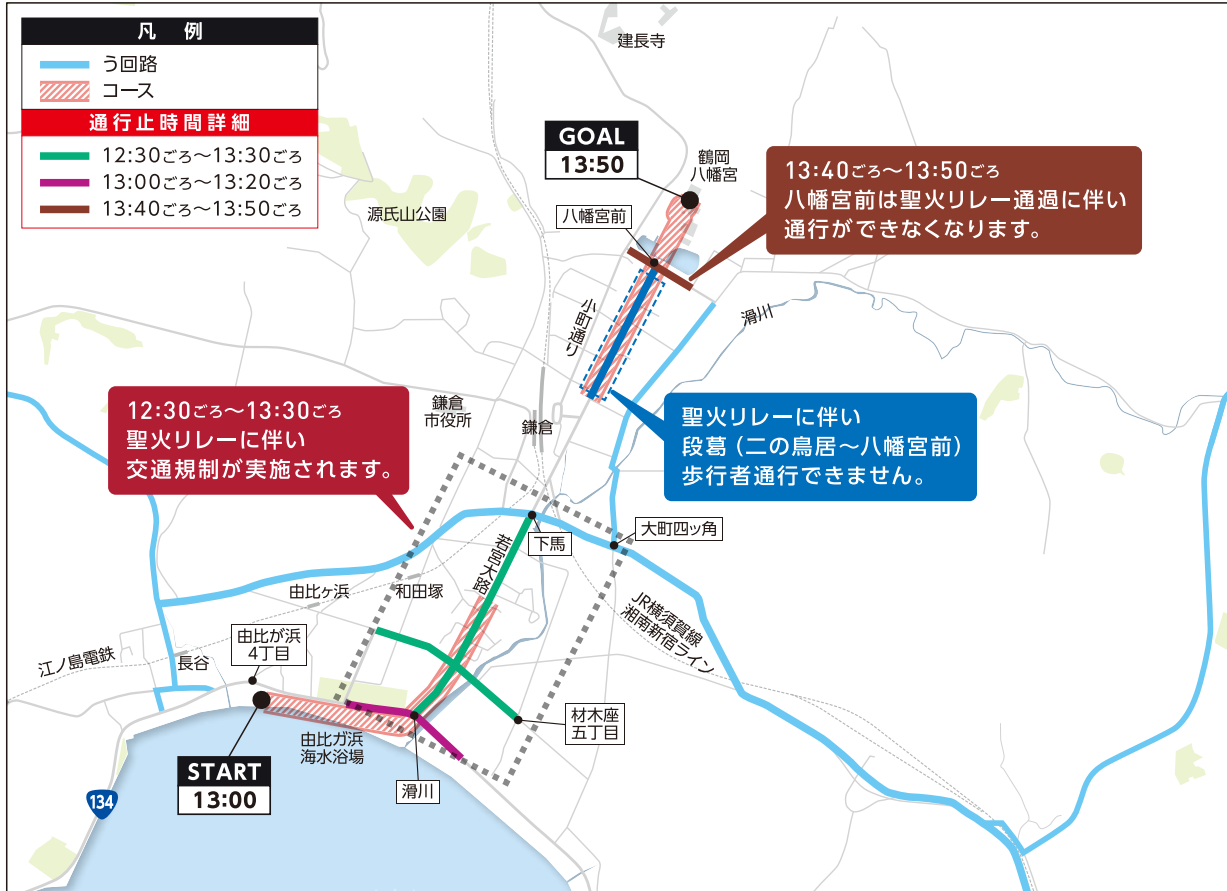 凡 例
う回路
コース
通行止時間詳細
12:30ごろ〜13:30ごろ
13:00ごろ〜13:20ごろ
13:40ごろ〜13:50ごろ
建長寺
GOAL
13:50
鶴岡
八幡宮
八幡宮前
13:40ごろ〜13:50ごろ
八幡宮前は聖火リレー通過に伴い
通行ができなくなります。
源氏山公園
小町通り
滑川
12:30ごろ〜13:30ごろ
聖火リレーに伴い
交通規制が実施されます。
鎌倉
市役所
鎌倉
聖火リレーに伴い
段葛（二の鳥居〜八幡宮前）
歩行者通行できません。
下馬
大町四ッ角
若宮大路
由比ヶ浜
和田塚
JR横須賀線
湘南新宿ライン
江ノ島電鉄
長谷
由比が浜
4丁目
材木座
五丁目
由比ガ浜
海水浴場
START
13:00
滑川
134